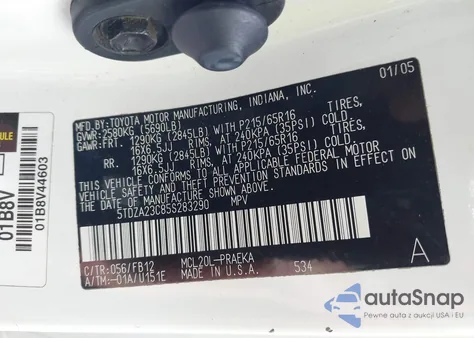 MFD.BY:TOYOTA MOTOR MANUFACTURING, INDIANA, INC. 01/05
GVWR:2580KG (5690LB)
GAWR:FRT. 1290KG (2845LB) WITH P215/65R16 TIRES,
16X6.5JJ RIMS, AT 240KPA (35PSI) COLD.
RR. 1290KG (2845LB) WITH P215/65R16 TIRES,
16X6.5JJ RIMS, AT 240KPA (35PSI) COLD.
THIS VEHICLE CONFORMS TO ALL APPLICABLE FEDERAL MOTOR
VEHICLE SAFETY AND THEFT PREVENTION STANDARDS IN EFFECT ON THE DATE OF MANUFACTURE SHOWN ABOVE.
5TDZA23C85S283290 MPV
C/TR:056/FB12 MCL20L-PRAEKA A
A/TM:-01A/U151E MADE IN U.S.A. 534
01B8V
01B8V44603
autaSnap
Import aut z USA i EU